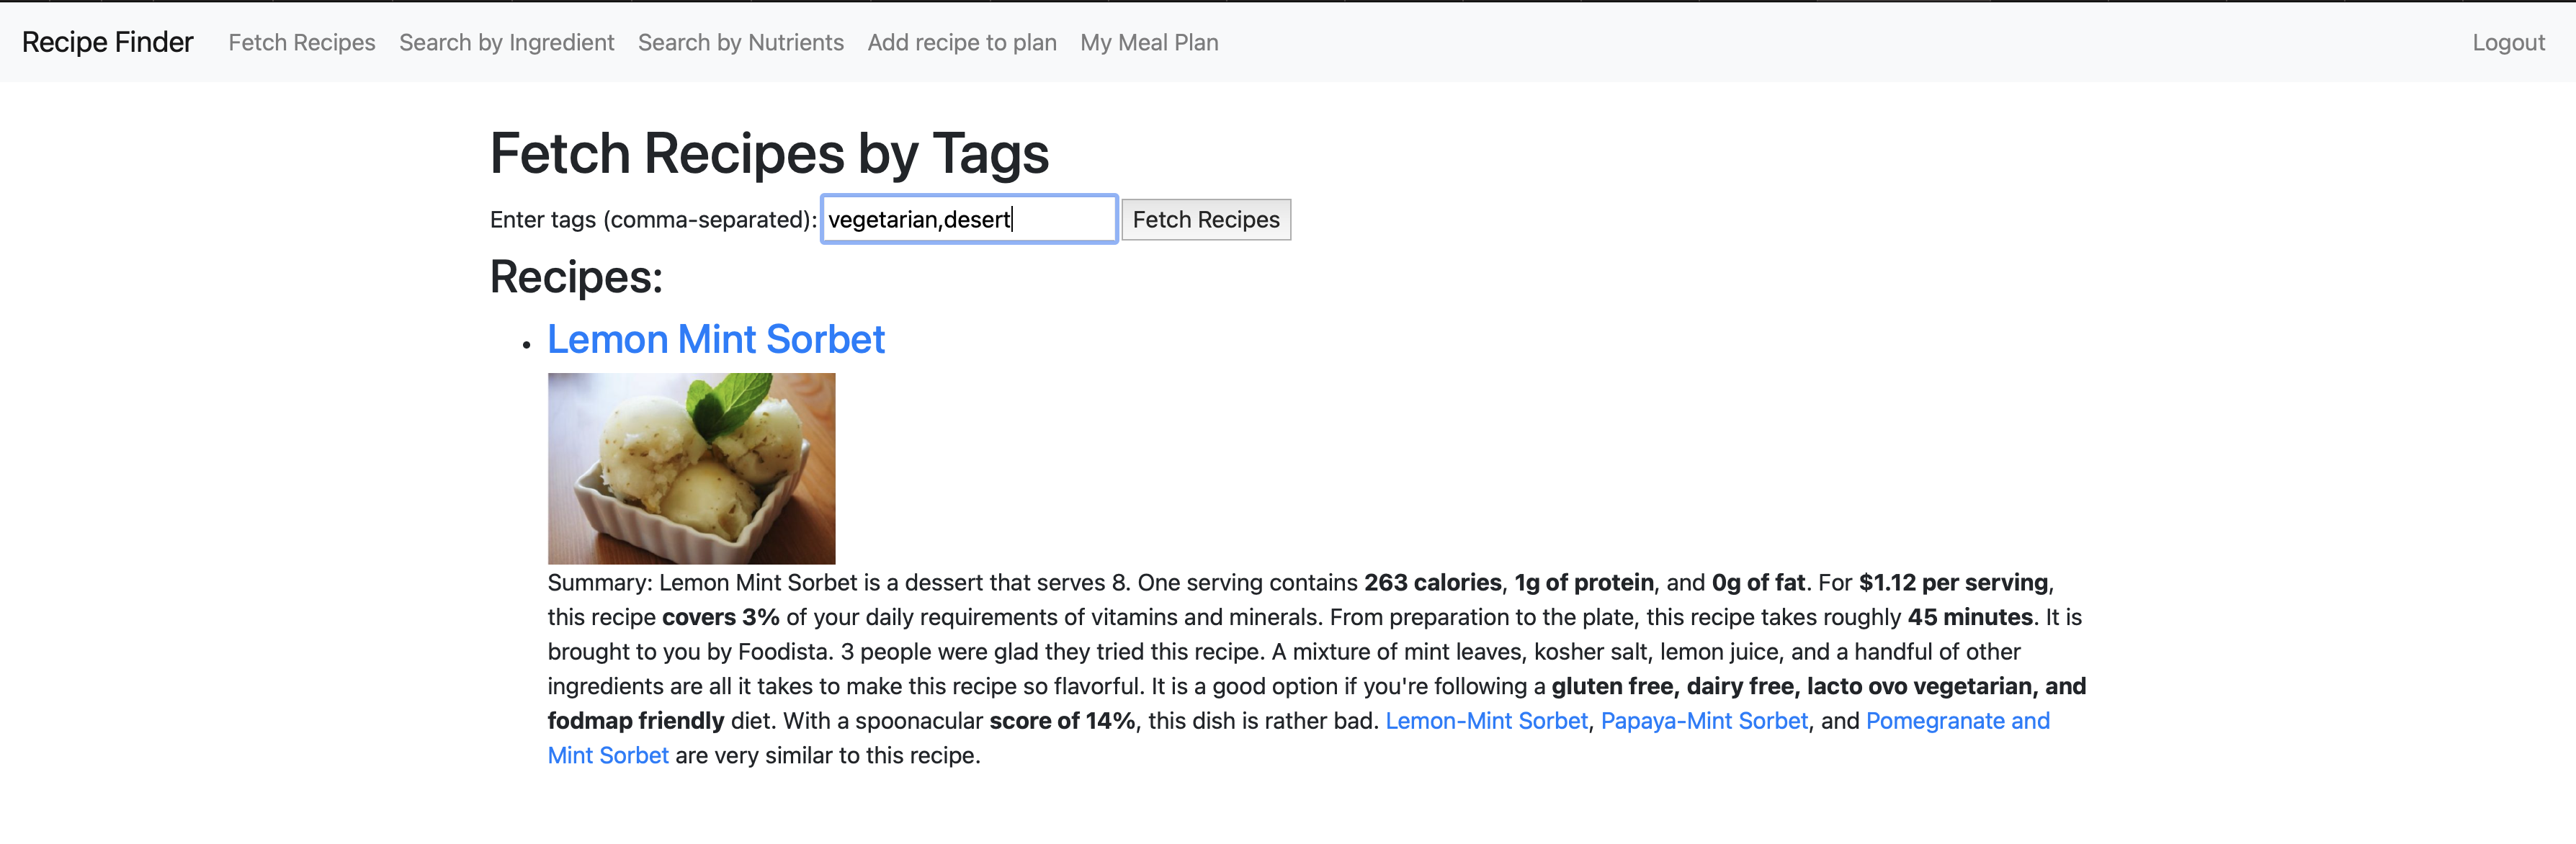 Recipe Finder Fetch Recipes Search by Ingredient Search by Nutrients Add recipe to plan My Meal Plan Logout
Fetch Recipes by Tags
Enter tags (comma-separated): vegetarian,desert Fetch Recipes
Recipes:
• Lemon Mint Sorbet
Summary: Lemon Mint Sorbet is a dessert that serves 8. One serving contains 263 calories, 1g of protein, and 0g of fat. For $1.12 per serving,
this recipe covers 3% of your daily requirements of vitamins and minerals. From preparation to the plate, this recipe takes roughly 45 minutes. It is
brought to you by Foodista. 3 people were glad they tried this recipe. A mixture of mint leaves, kosher salt, lemon juice, and a handful of other
ingredients are all it takes to make this recipe so flavorful. It is a good option if you're following a gluten free, dairy free, lacto ovo vegetarian, and
fodmap friendly diet. With a spoonacular score of 14%, this dish is rather bad. Lemon-Mint Sorbet, Papaya-Mint Sorbet, and Pomegranate and
Mint Sorbet are very similar to this recipe.